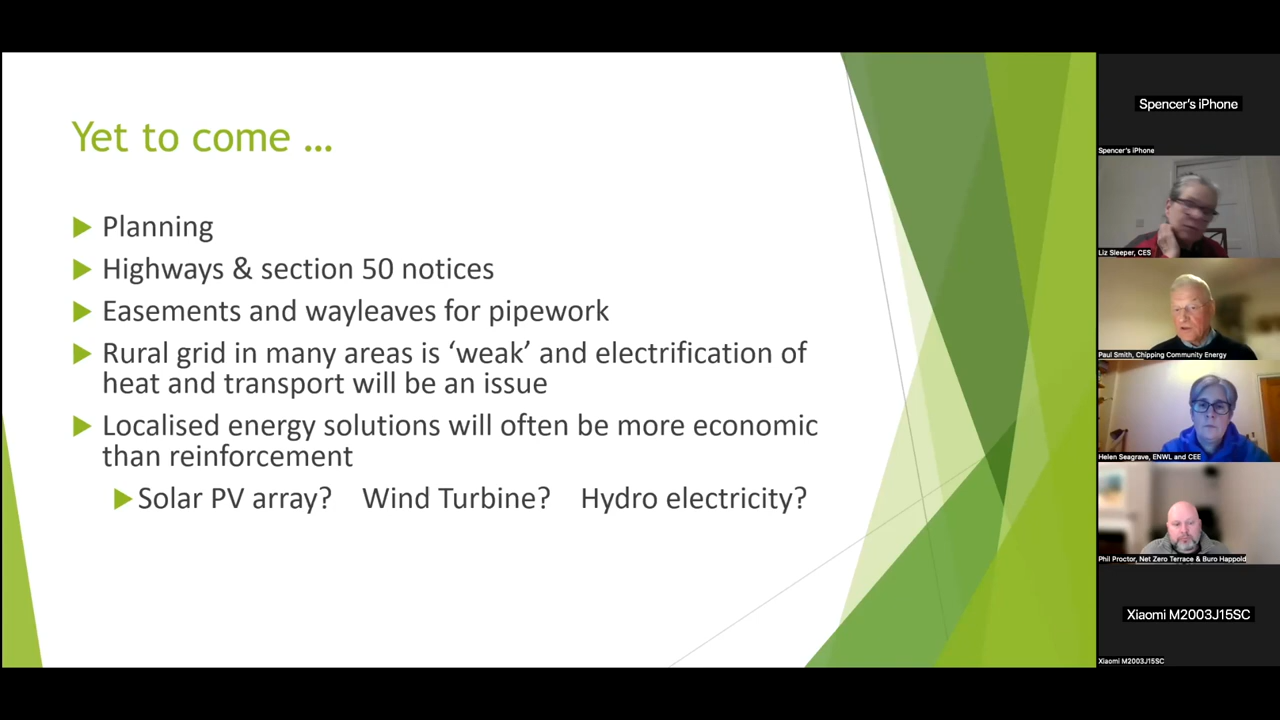 Yet to come ...
Planning
Highways & section 50 notices
Easements and wayleaves for pipework
Rural grid in many areas is ‘weak’ and electrification of
heat and transport will be an issue
Localised energy solutions will often be more economic
than reinforcement
Solar PV array? Wind Turbine? Hydro electricity?
Spencer’s iPhone
Spencer’s iPhone
Liz Sleeper, CES
Paul Smith, Chipping Community Energy
Helen Seagrave, ENWL and CEE
Phil Proctor, Net Zero Terrace & Buro Happold
Xiaomi M2003J15SC
Xiaomi M2003J15SC